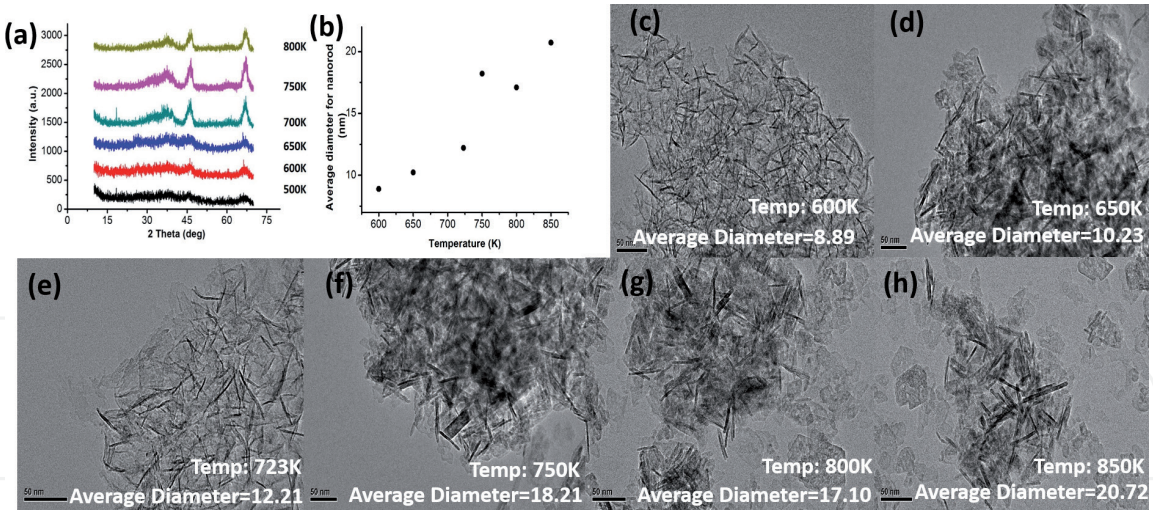 (a)
3000
2500
2000
1500
1000
500
0
Intensity (a.u.)
0 15 30 45 60 75
2 Theta (deg)
800K
750K
700K
650K
600K
500K
(b)
Average diameter for nanorod
(nm)
20
15
10
600 650 700 750 800 850
Temperature (K)
(c)
Temp: 600K
Average Diameter=8.89
50 nm
(d)
Temp: 650K
Average Diameter=10.23
50 nm
(e)
Temp: 723K
Average Diameter=12.21
50 nm
(f)
Temp: 750K
Average Diameter=18.21
50 nm
(g)
Temp: 800K
Average Diameter=17.10
50 nm
(h)
Temp: 850K
Average Diameter=20.72
50 nm